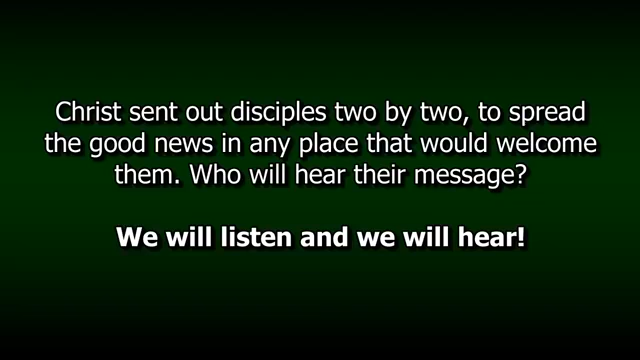 Christ sent out disciples two by two, to spread
the good news in any place that would welcome
them. Who will hear their message?
We will listen and we will hear!